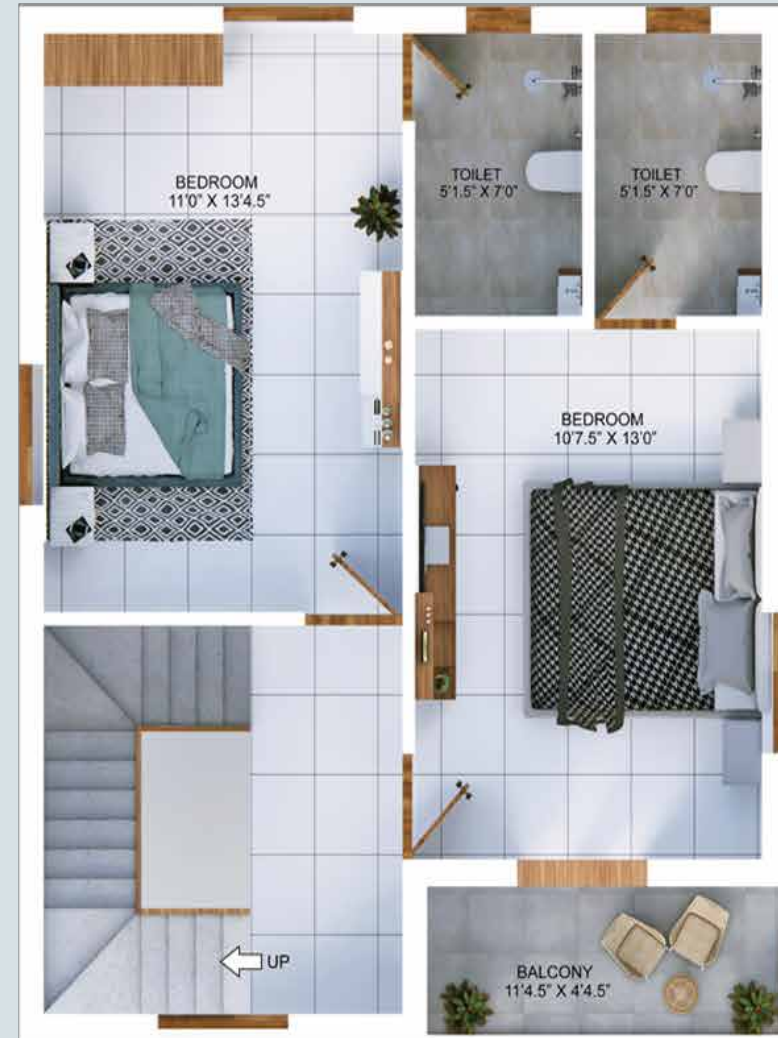 BEDROOM
11'0" X 13'4.5"
TOILET
5'1.5" X 7'0"
TOILET
5'1.5" X 7'0"
BEDROOM
10'7.5" X 13'0"
UP
BALCONY
11'4.5" X 4'4.5"